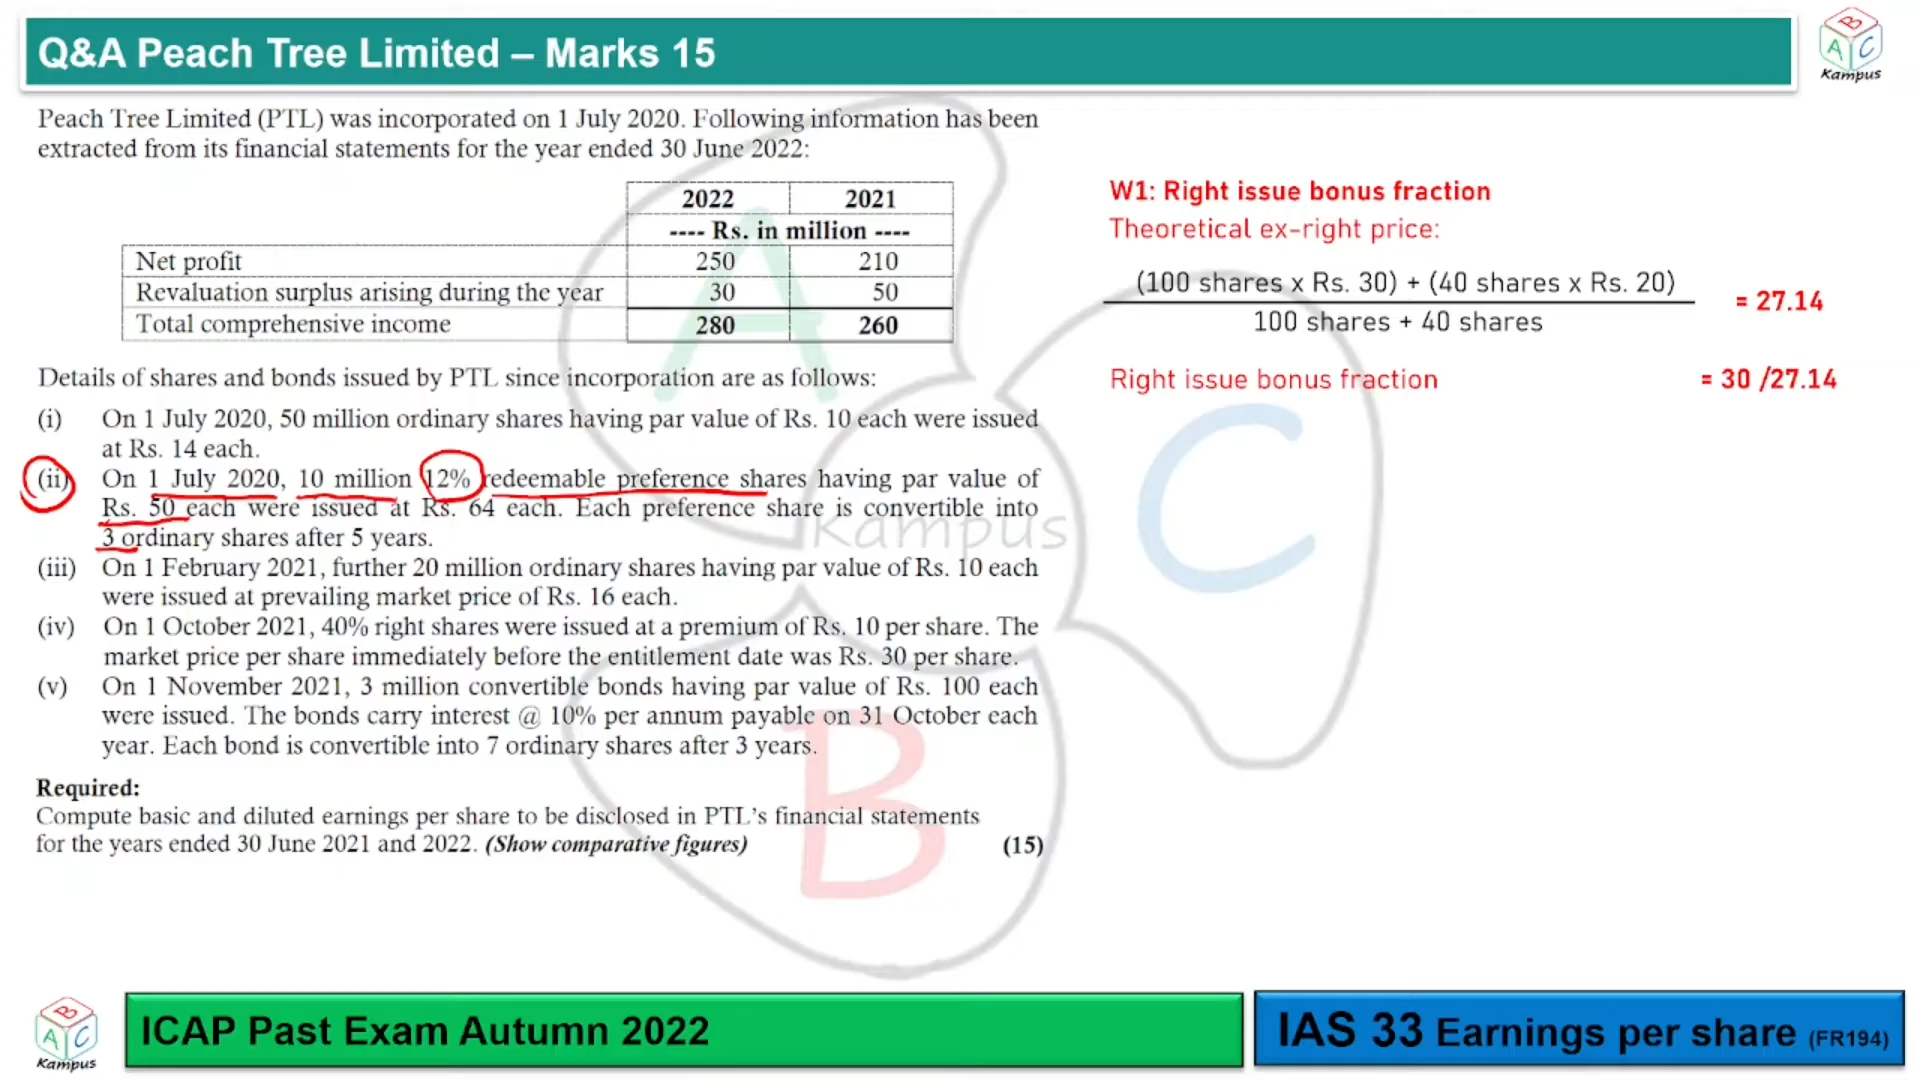 Q&A Peach Tree Limited – Marks 15
B
A C
Kampus
Peach Tree Limited (PTL) was incorporated on 1 July 2020. Following information has been
extracted from its financial statements for the year ended 30 June 2022:
2022 2021
---- Rs. in million ----
Net profit 250 210
Revaluation surplus arising during the year 30 50
Total comprehensive income 280 260
Details of shares and bonds issued by PTL since incorporation are as follows:
(i) On 1 July 2020, 50 million ordinary shares having par value of Rs. 10 each were issued
at Rs. 14 each.
(ii) On 1 July 2020, 10 million 12% redeemable preference shares having par value of
Rs. 50 each were issued at Rs. 64 each. Each preference share is convertible into
3 ordinary shares after 5 years.
(iii) On 1 February 2021, further 20 million ordinary shares having par value of Rs. 10 each
were issued at prevailing market price of Rs. 16 each.
(iv) On 1 October 2021, 40% right shares were issued at a premium of Rs. 10 per share. The
market price per share immediately before the entitlement date was Rs. 30 per share.
(v) On 1 November 2021, 3 million convertible bonds having par value of Rs. 100 each
were issued. The bonds carry interest @ 10% per annum payable on 31 October each
year. Each bond is convertible into 7 ordinary shares after 3 years.
Required:
Compute basic and diluted earnings per share to be disclosed in PTL's financial statements
for the years ended 30 June 2021 and 2022. (Show comparative figures) (15)
W1: Right issue bonus fraction
Theoretical ex-right price:
(100 shares x Rs. 30) + (40 shares x Rs. 20)
= 27.14
100 shares + 40 shares
Right issue bonus fraction = 30 /27.14
A
C
Kampus
B
B
A C
Kampus
ICAP Past Exam Autumn 2022
IAS 33 Earnings per share (FR194)